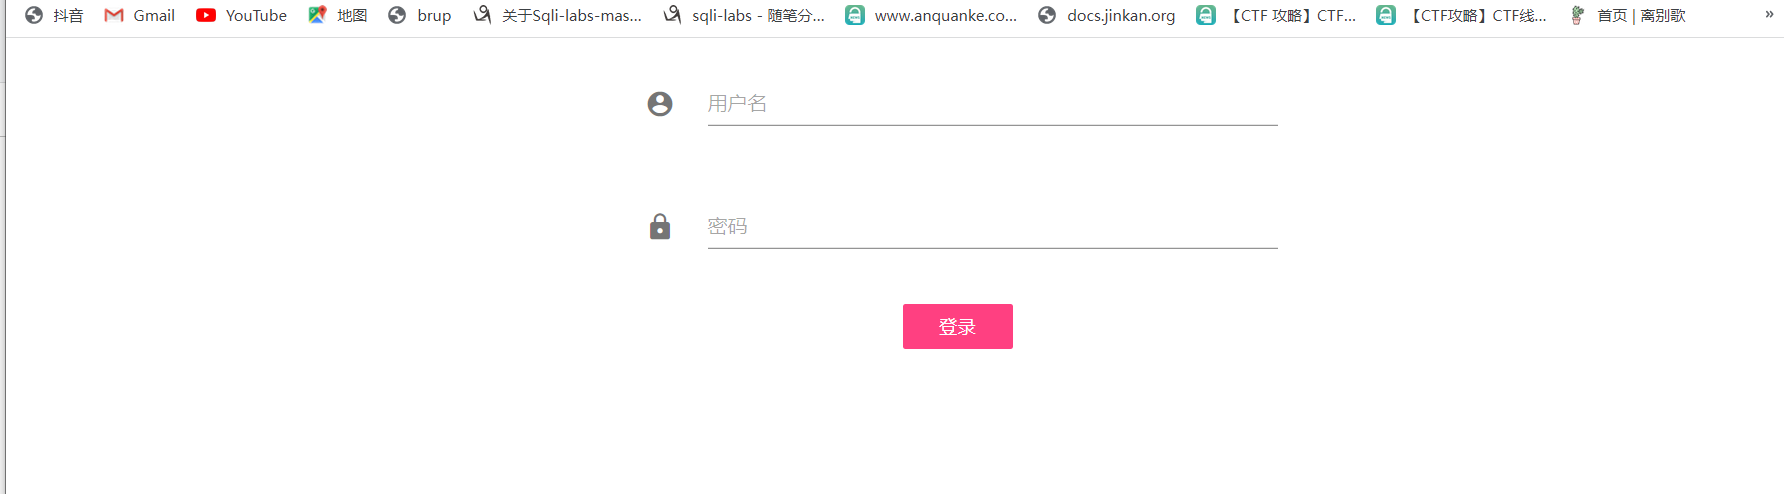 抖音 Gmail YouTube 地图 brup 关于Sqli-labs-mas... sqli-labs - 随笔分... www.anquanke.co... docs.jinkan.org 【CTF 攻略】CTF... 【CTF攻略】CTF线... 首页 | 离别歌 »
用户名
密码
登录